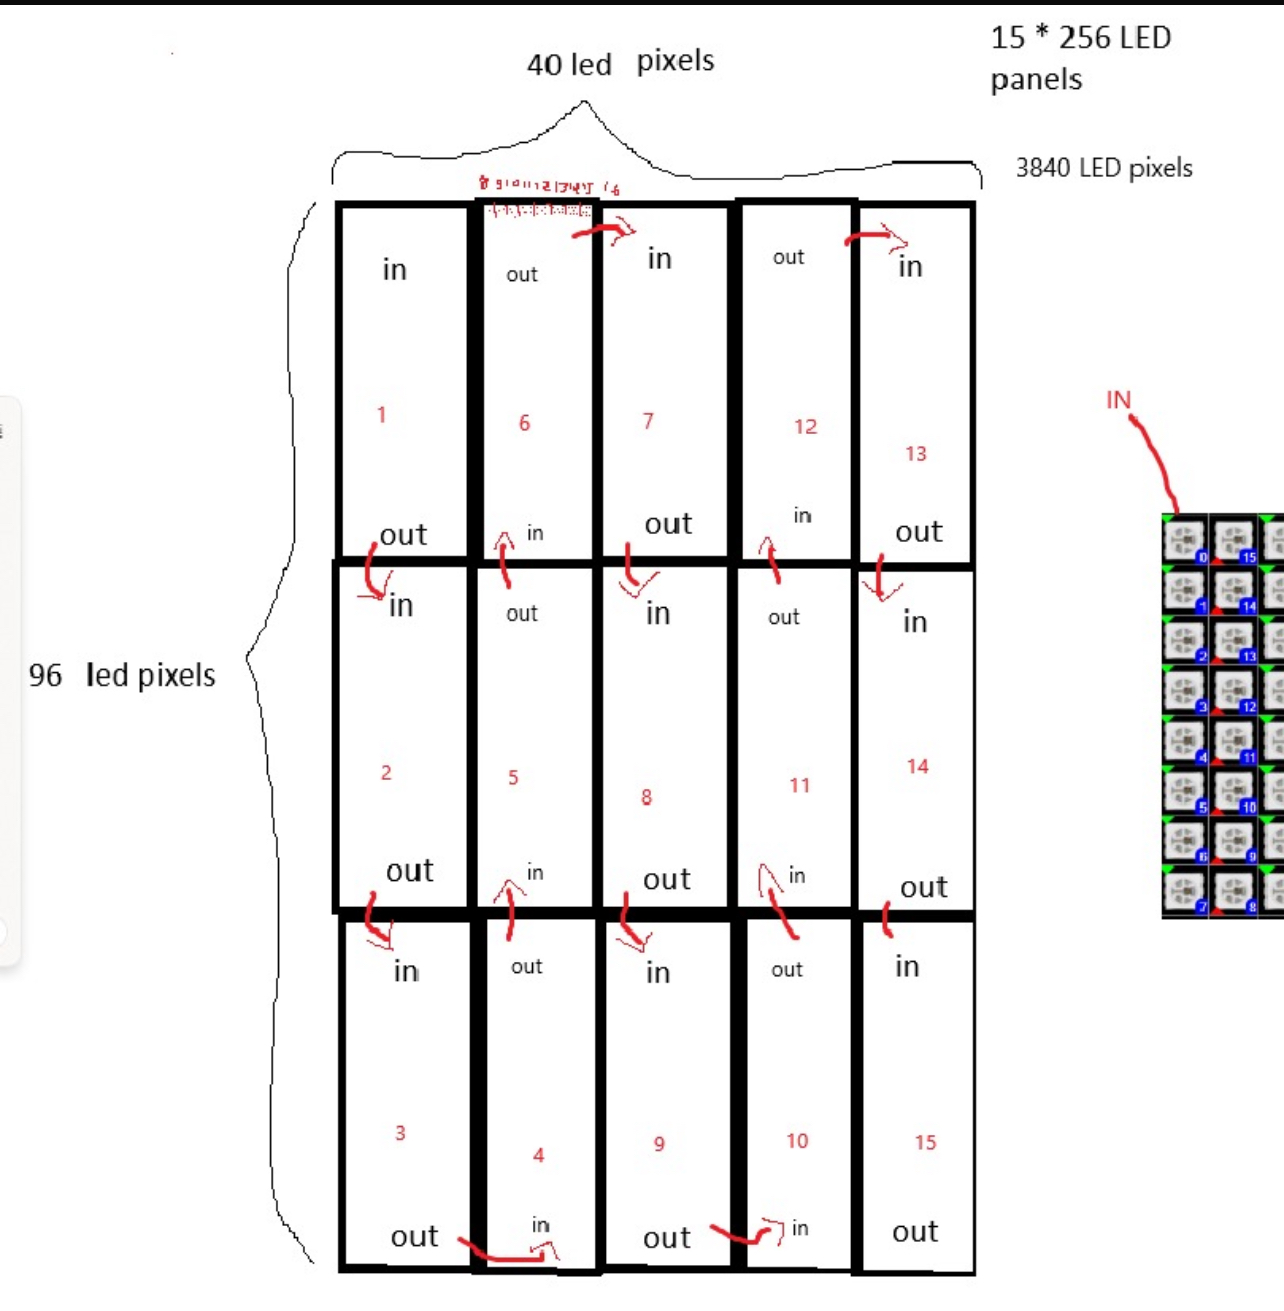 40 led pixels
15 * 256 LED
panels
3840 LED pixels
in
out
in
out
in
out
in
out
in
out
in
out
in
out
in
out
in
out
in
out
in
out
in
out
in
out
in
out
in
out
1
6
7
12
13
2
5
8
11
14
3
4
9
10
15
96 led pixels
IN
0 15
1 14
2 13
3 12
4 11
5 10
6 9
7 8